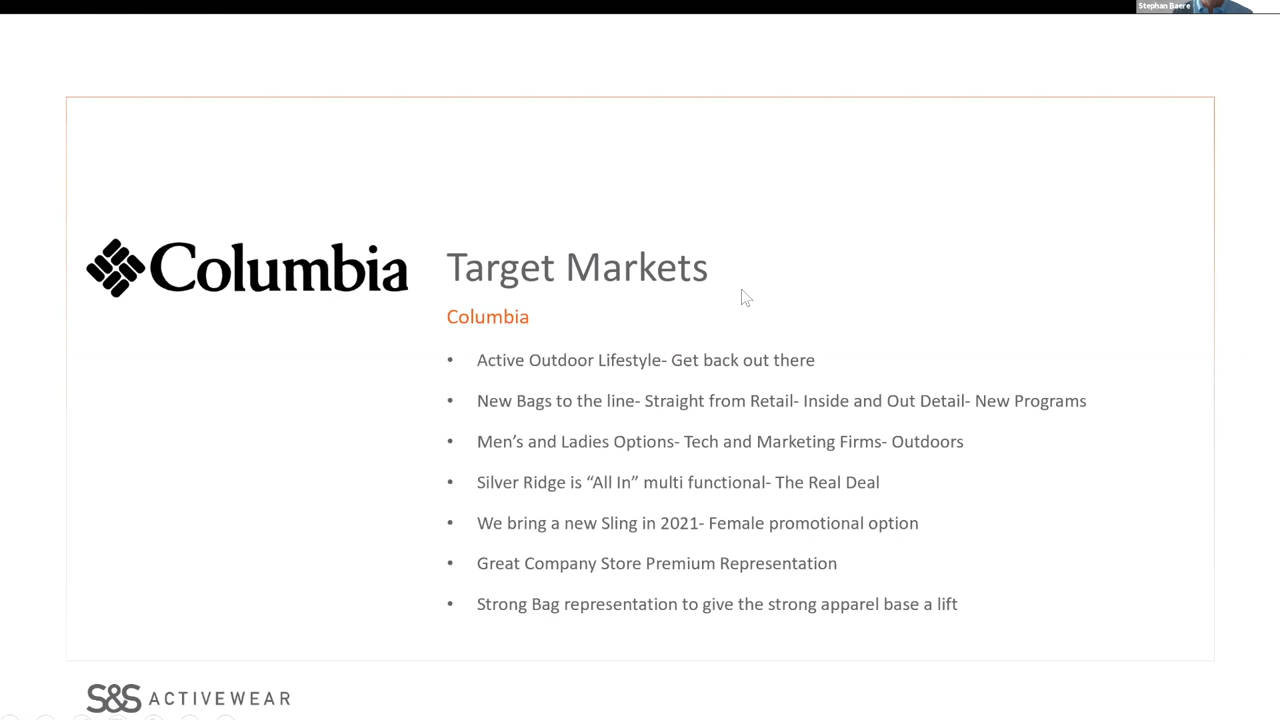 Stephan Baere
Columbia
Target Markets
Columbia
• Active Outdoor Lifestyle- Get back out there
• New Bags to the line- Straight from Retail- Inside and Out Detail- New Programs
• Men’s and Ladies Options- Tech and Marketing Firms- Outdoors
• Silver Ridge is “All In” multi functional- The Real Deal
• We bring a new Sling in 2021- Female promotional option
• Great Company Store Premium Representation
• Strong Bag representation to give the strong apparel base a lift
S&S ACTIVEWEAR